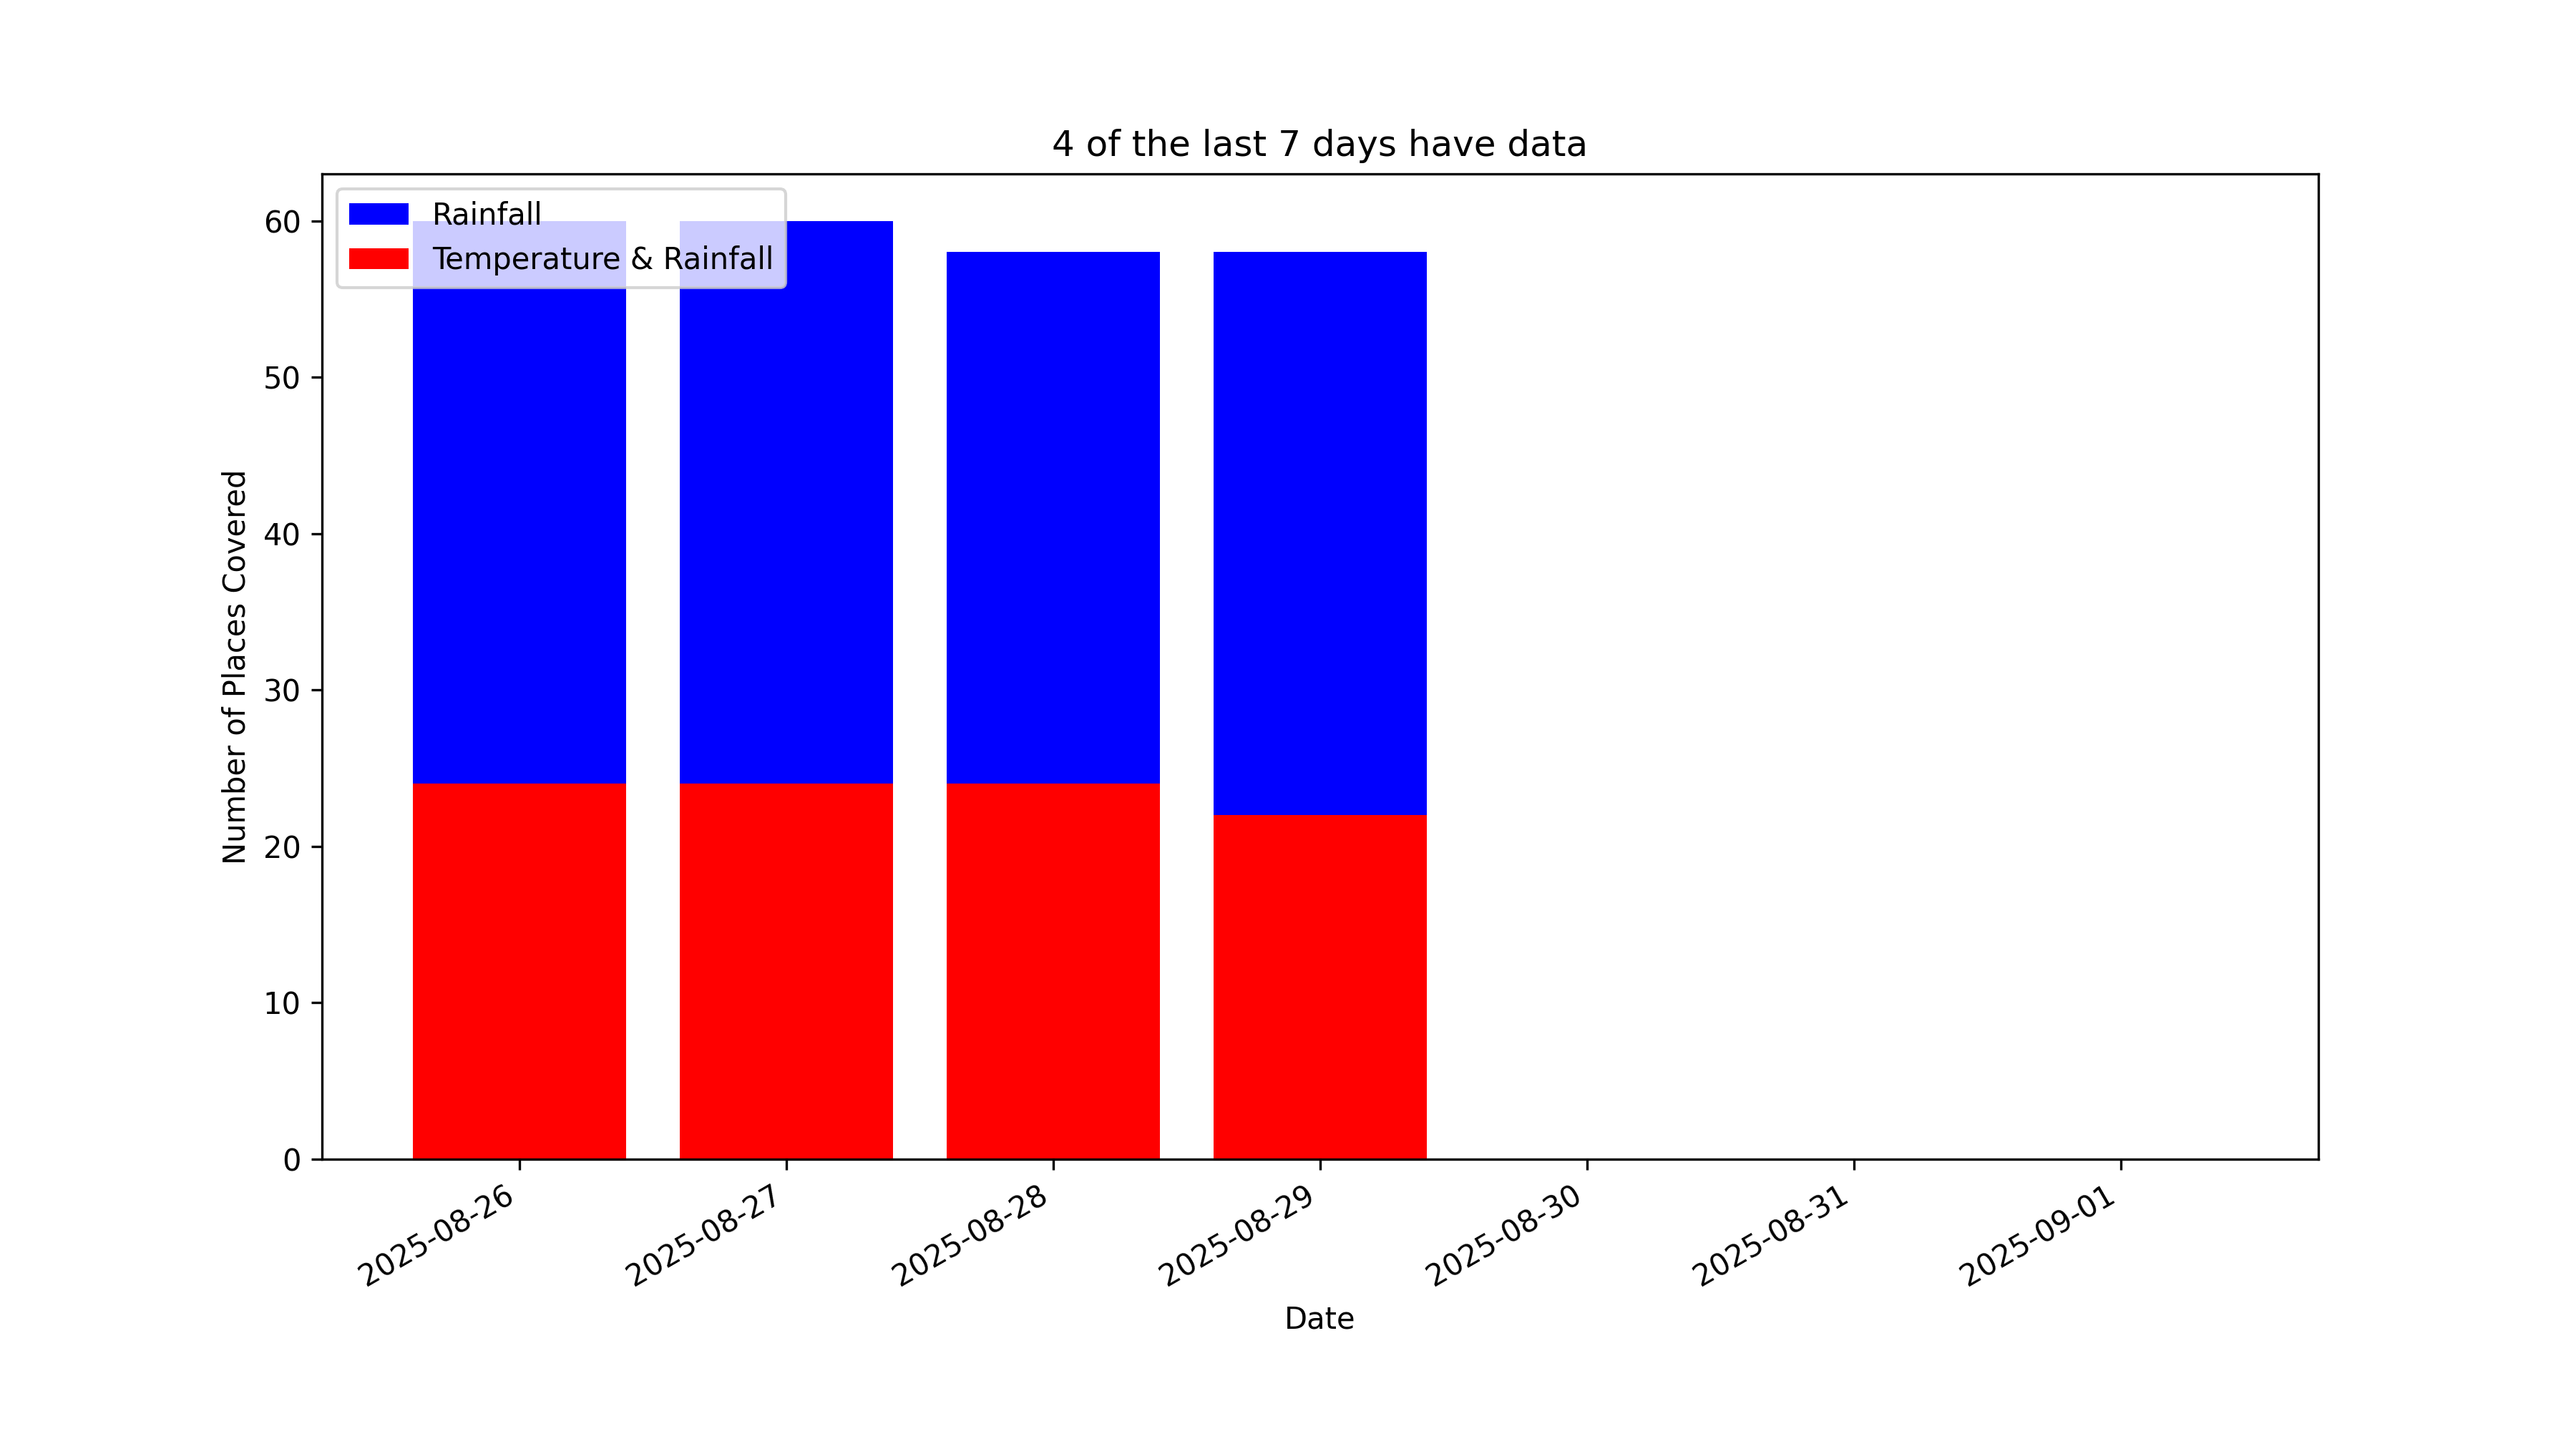 4 of the last 7 days have data
Rainfall
Temperature & Rainfall
60
50
40
30
20
10
0
Number of Places Covered
2025-08-26
2025-08-27
2025-08-28
2025-08-29
2025-08-30
2025-08-31
2025-09-01
Date